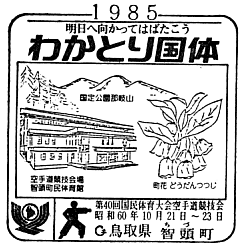 1985
明日へ向かってはばたこう
わかとり国体
国定公園那岐山
空手道競技会場
智頭町民体育館
町花 どうだんつつじ
第40回国民体育大会空手道競技会
昭和60年10月21日〜23日
鳥取県 智頭町